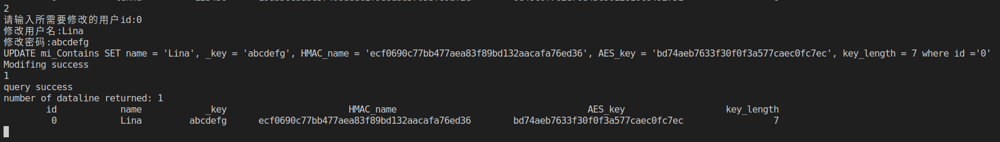 2
请输入所需要修改的用户id:0
修改用户名:Lina
修改密码:abcdefg
UPDATE mi_Contains SET name = 'Lina', _key = 'abcdefg', HMAC_name = 'ecf0690c77bb477aea83f89bd132aacafa76ed36', AES_key = 'bd74aeb7633f30f0f3a577caec0fc7ec', key_length = 7 where id ='0'
Modifing success
1
query success
number of dataline returned: 1
id name _key HMAC_name AES_key key_length
0 Lina abcdefg ecf0690c77bb477aea83f89bd132aacafa76ed36 bd74aeb7633f30f0f3a577caec0fc7ec 7